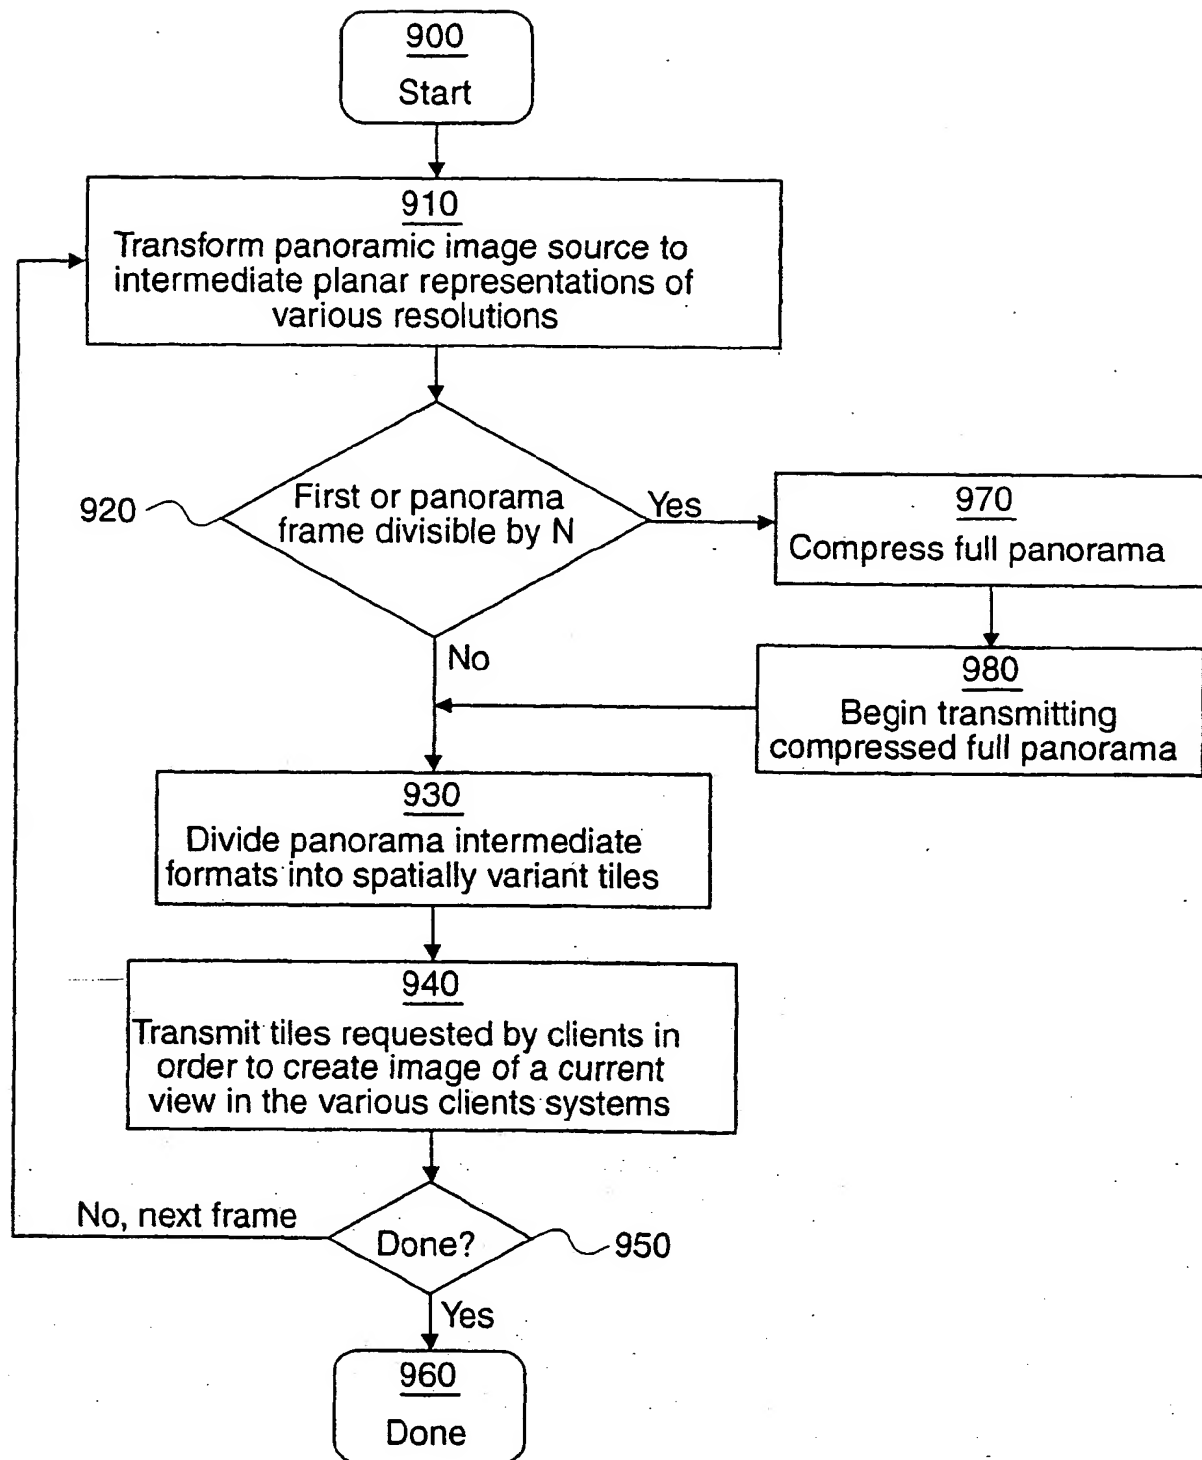 900
Start
910
Transform panoramic image source to
intermediate planar representations of
various resolutions
920
First or panorama
frame divisible by N
Yes
970
Compress full panorama
No
980
Begin transmitting
compressed full panorama
930
Divide panorama intermediate
formats into spatially variant tiles
940
Transmit tiles requested by clients in
order to create image of a current
view in the various clients systems
No, next frame
Done?
950
Yes
960
Done